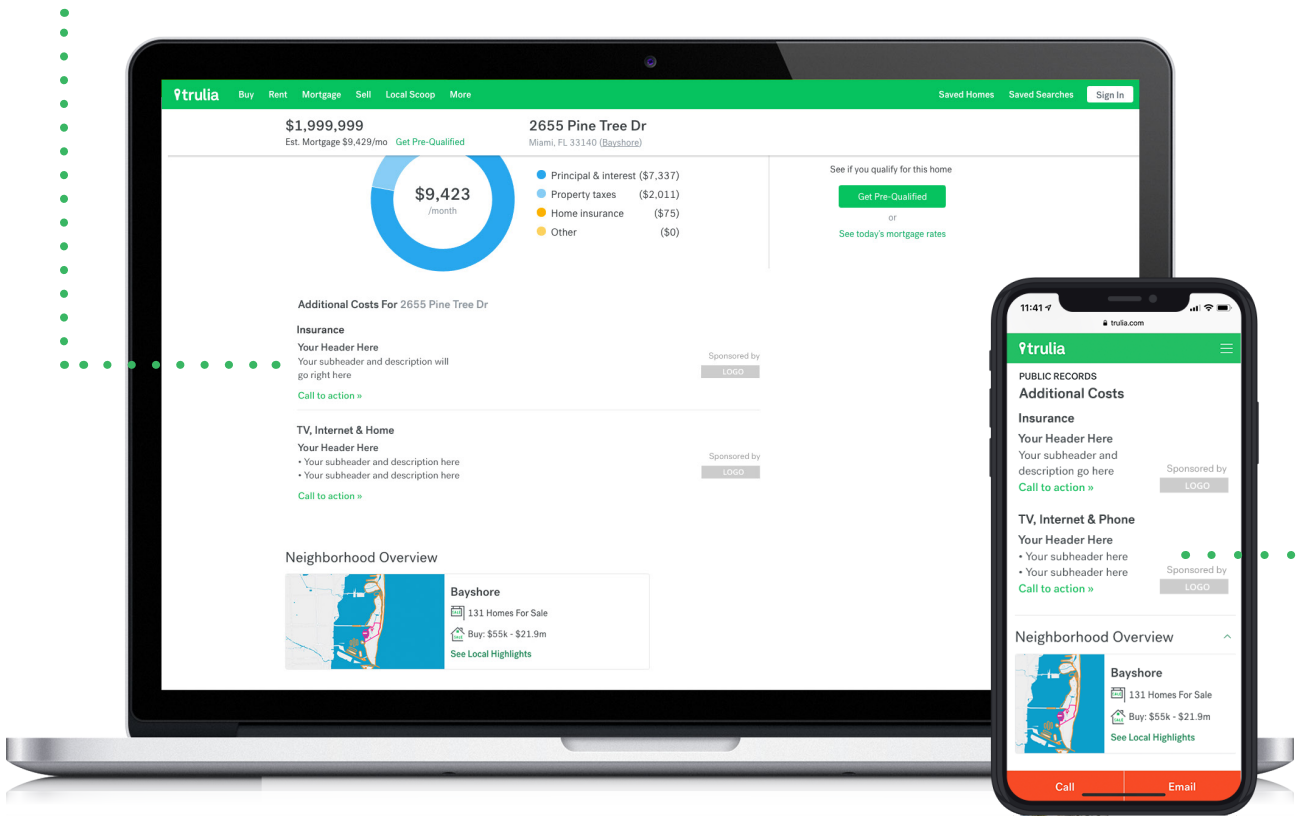 trulia
Buy Rent Mortgage Sell Local Scoop More
Saved Homes Saved Searches Sign In
$1,999,999
Est. Mortgage $9,429/mo Get Pre-Qualified
2655 Pine Tree Dr
Miami, FL 33140 (Bayshore)
$9,423
/month
Principal & interest ($7,337)
Property taxes ($2,011)
Home insurance ($75)
Other ($0)
See if you qualify for this home
Get Pre-Qualified
or
See today's mortgage rates
Additional Costs For 2655 Pine Tree Dr
Insurance
Your Header Here
Your subheader and description will
go right here
Call to action »
Sponsored by
LOGO
TV, Internet & Home
Your Header Here
• Your subheader and description here
• Your subheader and description here
Call to action »
Sponsored by
LOGO
Neighborhood Overview
Bayshore
131 Homes For Sale
Buy: $55k - $21.9m
See Local Highlights
11:41
trulia.com
trulia
PUBLIC RECORDS
Additional Costs
Insurance
Your Header Here
Your subheader and
description go here
Call to action »
Sponsored by
LOGO
TV, Internet & Phone
Your Header Here
• Your subheader here
• Your subheader here
Call to action »
Sponsored by
LOGO
Neighborhood Overview
Bayshore
131 Homes For Sale
Buy: $55k - $21.9m
See Local Highlights
Call Email